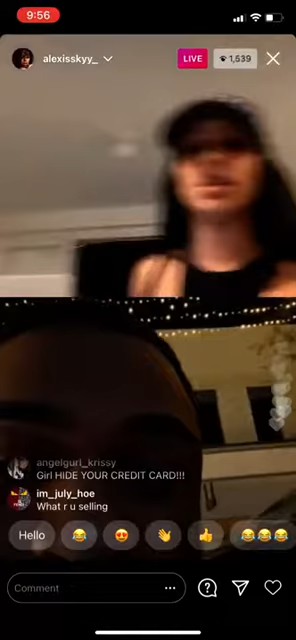 9:56
alexisskyy_
LIVE
1,539
angelgurl_krissy
Girl HIDE YOUR CREDIT CARD!!!
im_july_hoe
What r u selling
Hello
Comment